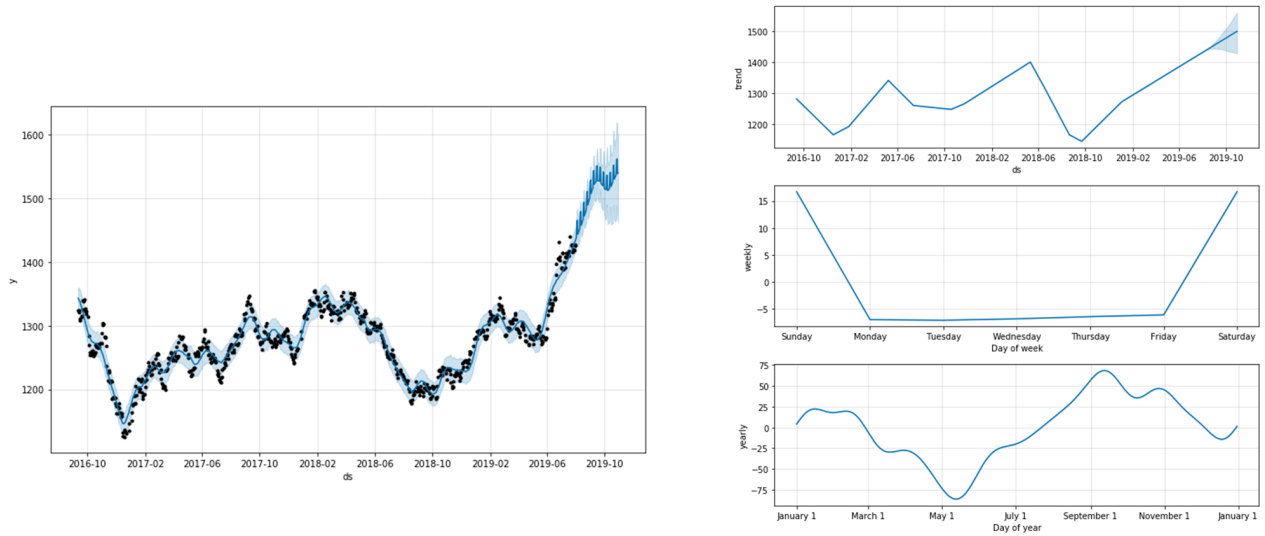 1600
1500
1400
1300
1200
y
2016-10 2017-02 2017-06 2017-10 2018-02 2018-06 2018-10 2019-02 2019-06 2019-10
ds
1500
1400
1300
1200
trend
2016-10 2017-02 2017-06 2017-10 2018-02 2018-06 2018-10 2019-02 2019-06 2019-10
ds
15
10
5
0
−5
weekly
Sunday Monday Tuesday Wednesday Thursday Friday Saturday
Day of week
75
50
25
0
−25
−50
−75
yearly
January 1 March 1 May 1 July 1 September 1 November 1 January 1
Day of year